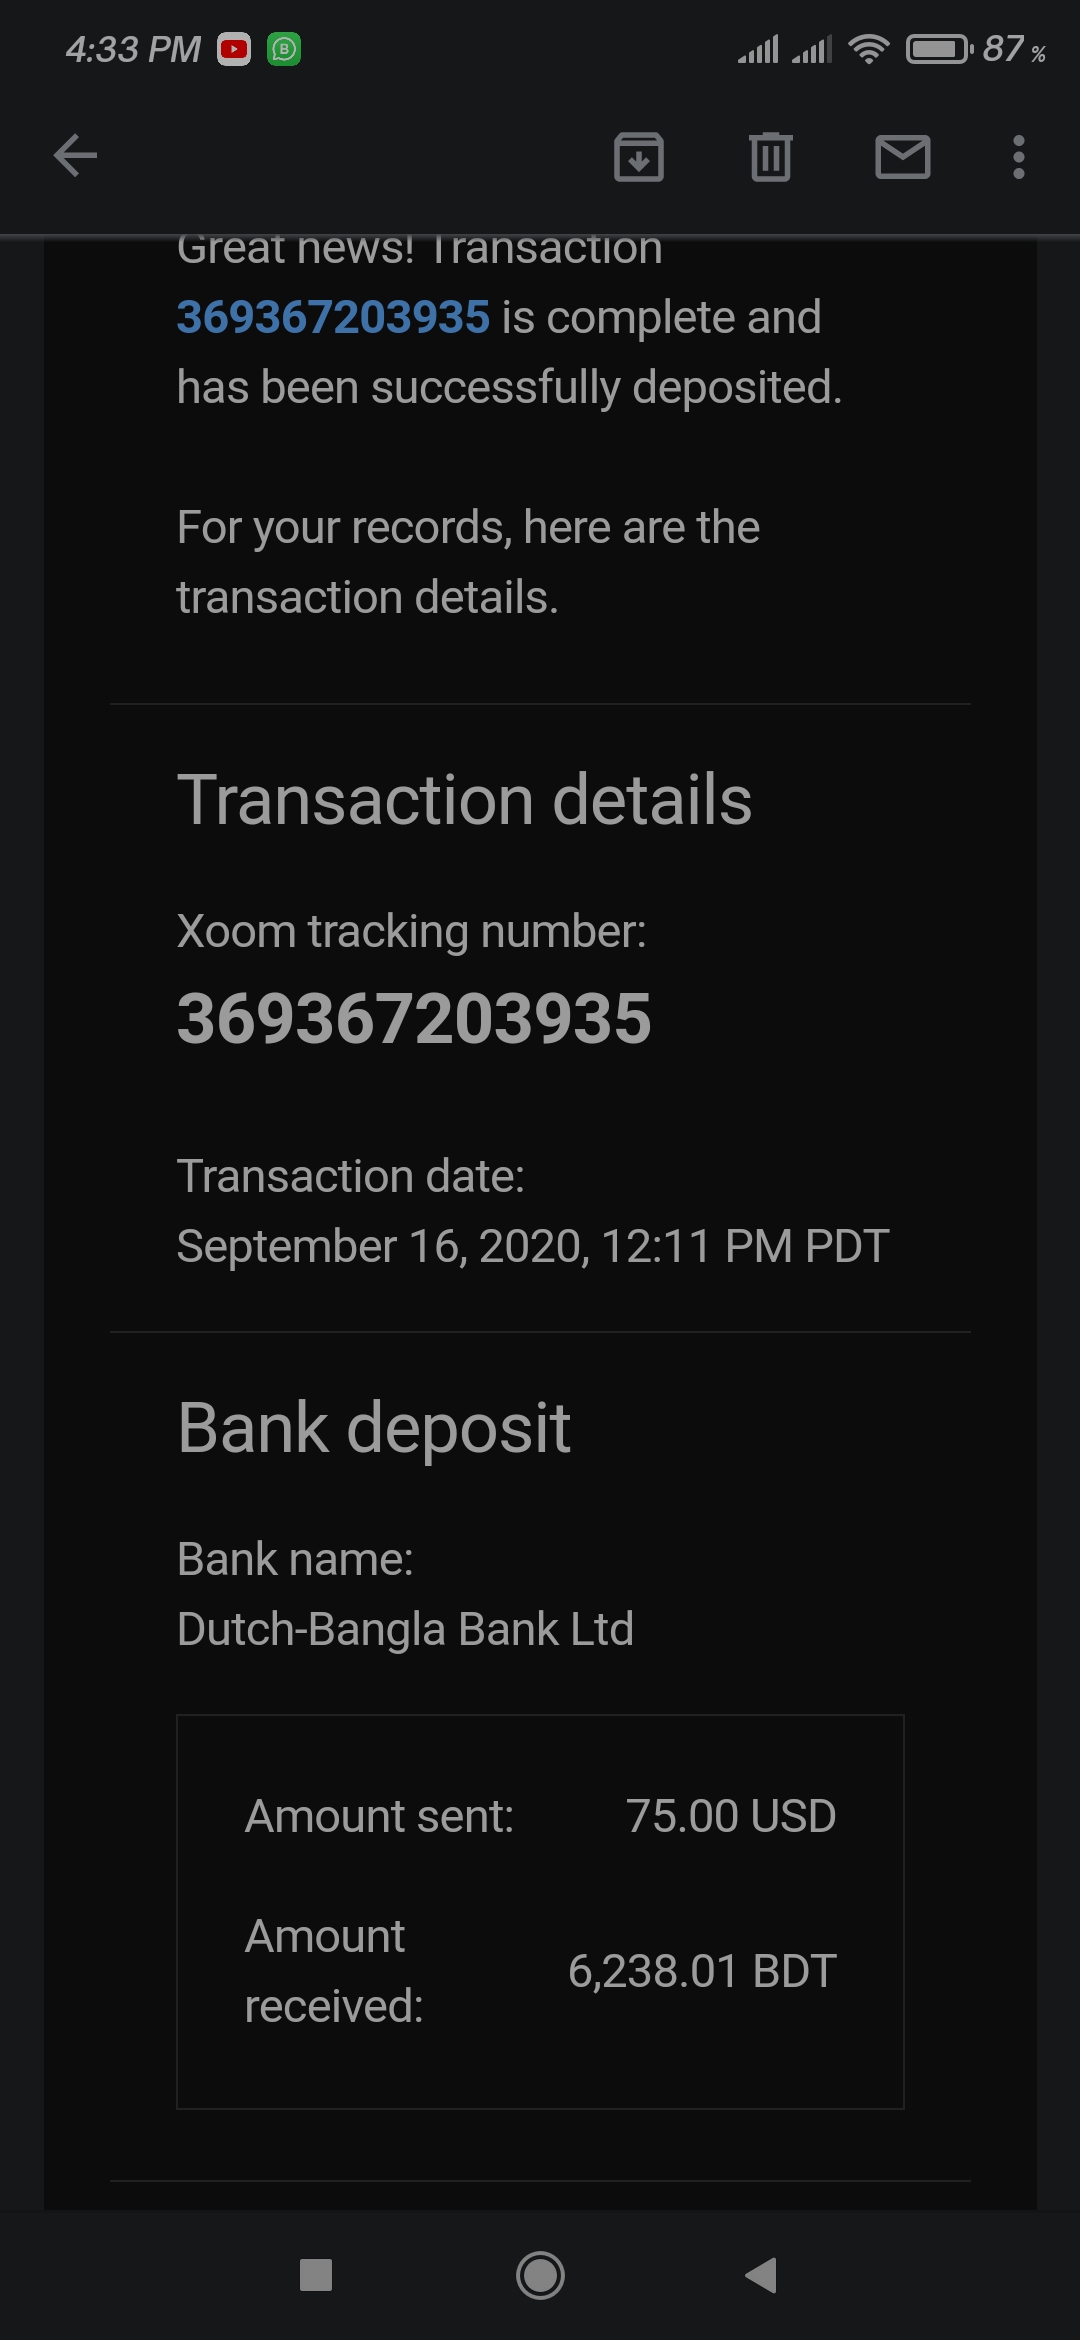 4:33 PM
87 %
Great news! Transaction
369367203935 is complete and
has been successfully deposited.
For your records, here are the
transaction details.
Transaction details
Xoom tracking number:
369367203935
Transaction date:
September 16, 2020, 12:11 PM PDT
Bank deposit
Bank name:
Dutch-Bangla Bank Ltd
Amount sent: 75.00 USD
Amount
received: 6,238.01 BDT